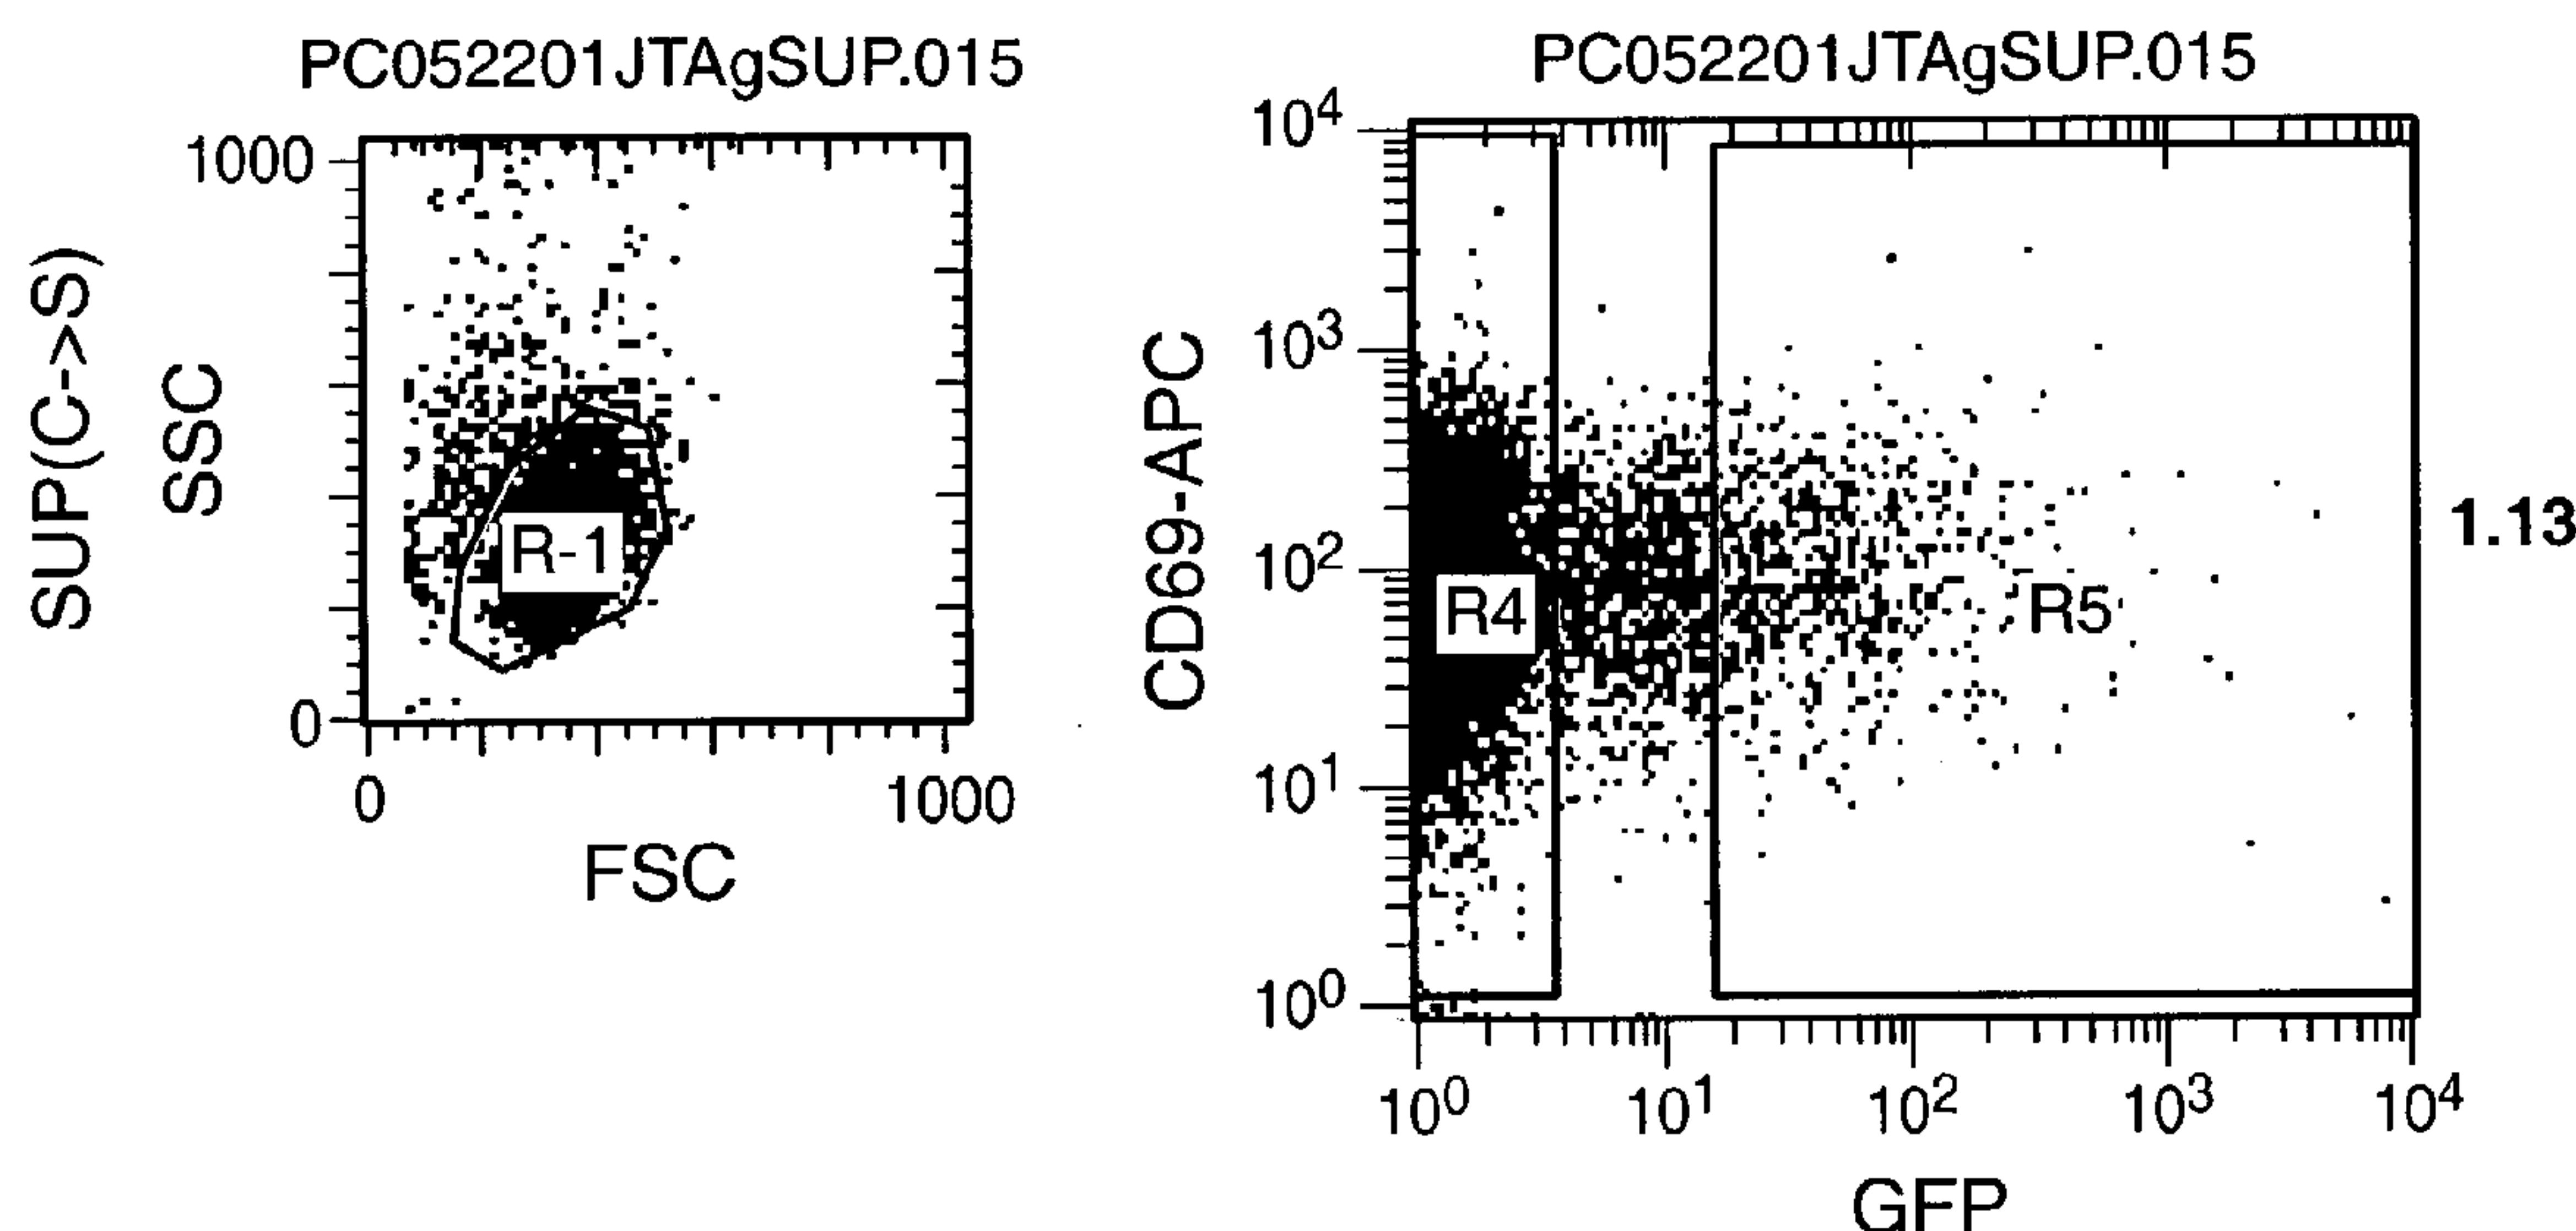 PC052201JTAgSUP.015
SUP(C->S)
SSC
1000
0
R-1
0
1000
FSC
PC052201JTAgSUP.015
CD69-APC
10⁴
10³
10²
10¹
10⁰
R4
R5
10⁰
10¹
10²
10³
10⁴
GFP
1.13